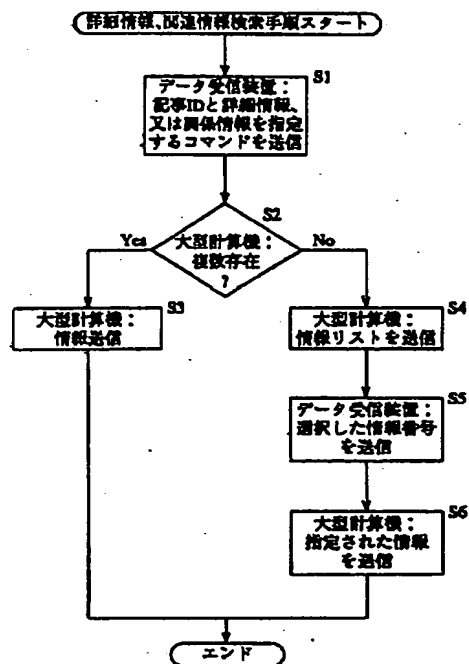 詳細情報、関連情報検索手順スタート
S1
データ受信装置：
記事IDと詳細情報、
又は関係情報を指定
するコマンドを送信
S2
大型計算機：
複数存在
？
Yes
No
S3
大型計算機：
情報送信
S4
大型計算機：
情報リストを送信
S5
データ受信装置：
選択した情報番号
を送信
S6
大型計算機：
指定された情報
を送信
エンド